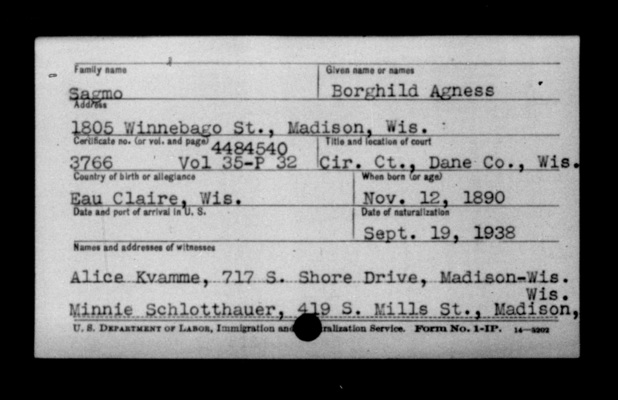 Family name Given name or names
Sagmo Borghild Agness
Address
1805 Winnebago St., Madison, Wis.
Certificate no. (or vol. and page) 4484540 Title and location of court
3766 Vol 35-P 32 Cir. Ct., Dane Co., Wis.
Country of birth or allegiance When born (or age)
Eau Claire, Wis. Nov. 12, 1890
Date and port of arrival in U. S. Date of naturalization
Sept. 19, 1938
Names and addresses of witnesses
Alice Kvamme, 717 S. Shore Drive, Madison-Wis.
Wis.
Minnie Schlotthauer, 419 S. Mills St., Madison,
U. S. Department of Labor, Immigration and ralization Service. Form No. 1-IP. 14—3202